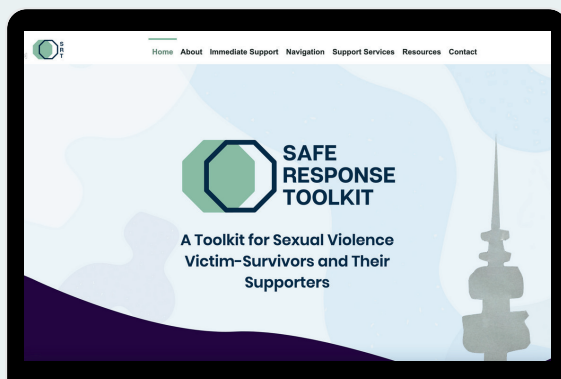 S
R
T
Home About Immediate Support Navigation Support Services Resources Contact
SAFE
RESPONSE
TOOLKIT
A Toolkit for Sexual Violence
Victim-Survivors and Their
Supporters